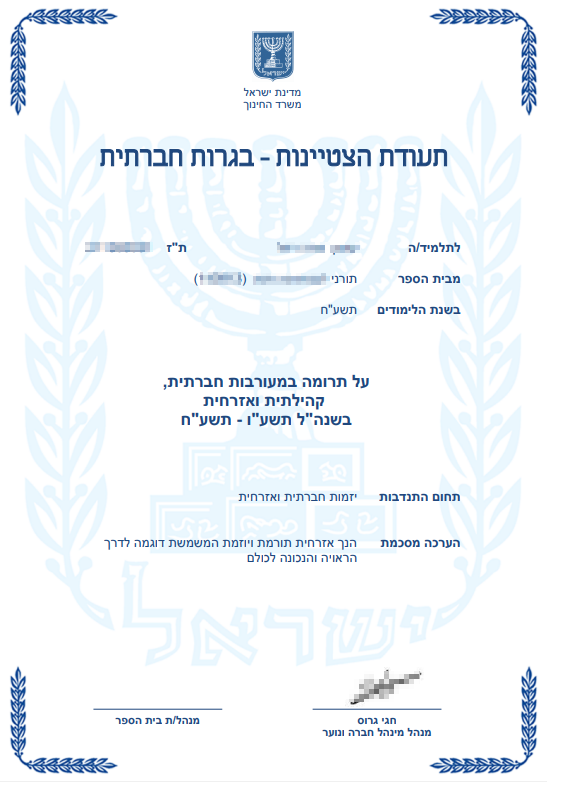 מדינת ישראל
משרד החינוך
תעודת הצטיינות - בגרות חברתית
לתלמיד/ה ת"ז
מבית הספר תורני
בשנת הלימודים תשע"ח
על תרומה במעורבות חברתית,
קהילתית ואזרחית
בשנה"ל תשע"ו - תשע"ח
תחום התנדבות יזמות חברתית ואזרחית
הערכה מסכמת הנך אזרחית תורמת ויוזמת המשמשת דוגמה לדרך
הראויה והנכונה לכולם
ישראל
חגי גרוס
מנהל מינהל חברה ונוער
מנהל/ת בית הספר